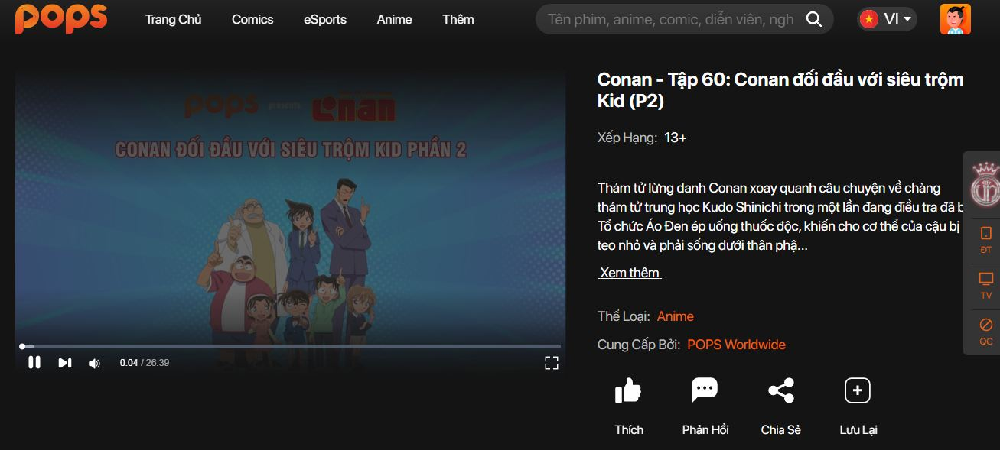 POPS
Trang Chủ
Comics
eSports
Anime
Thêm
Tên phim, anime, comic, diễn viên, ngh
VI
POPS presents Conan
CONAN ĐỐI ĐẦU VỚI SIÊU TRỘM KID PHẦN 2
0:04 / 26:39
Conan - Tập 60: Conan đối đầu với siêu trộm
Kid (P2)
Xếp Hạng: 13+
Thám tử lừng danh Conan xoay quanh câu chuyện về chàng
thám tử trung học Kudo Shinichi trong một lần đang điều tra đã b
Tổ chức Áo Đen ép uống thuốc độc, khiến cho cơ thể của cậu bị
teo nhỏ và phải sống dưới thân phậ...
Xem thêm
Thể Loại: Anime
Cung Cấp Bởi: POPS Worldwide
Thích
Phản Hồi
Chia Sẻ
Lưu Lại
ĐT
TV
QC